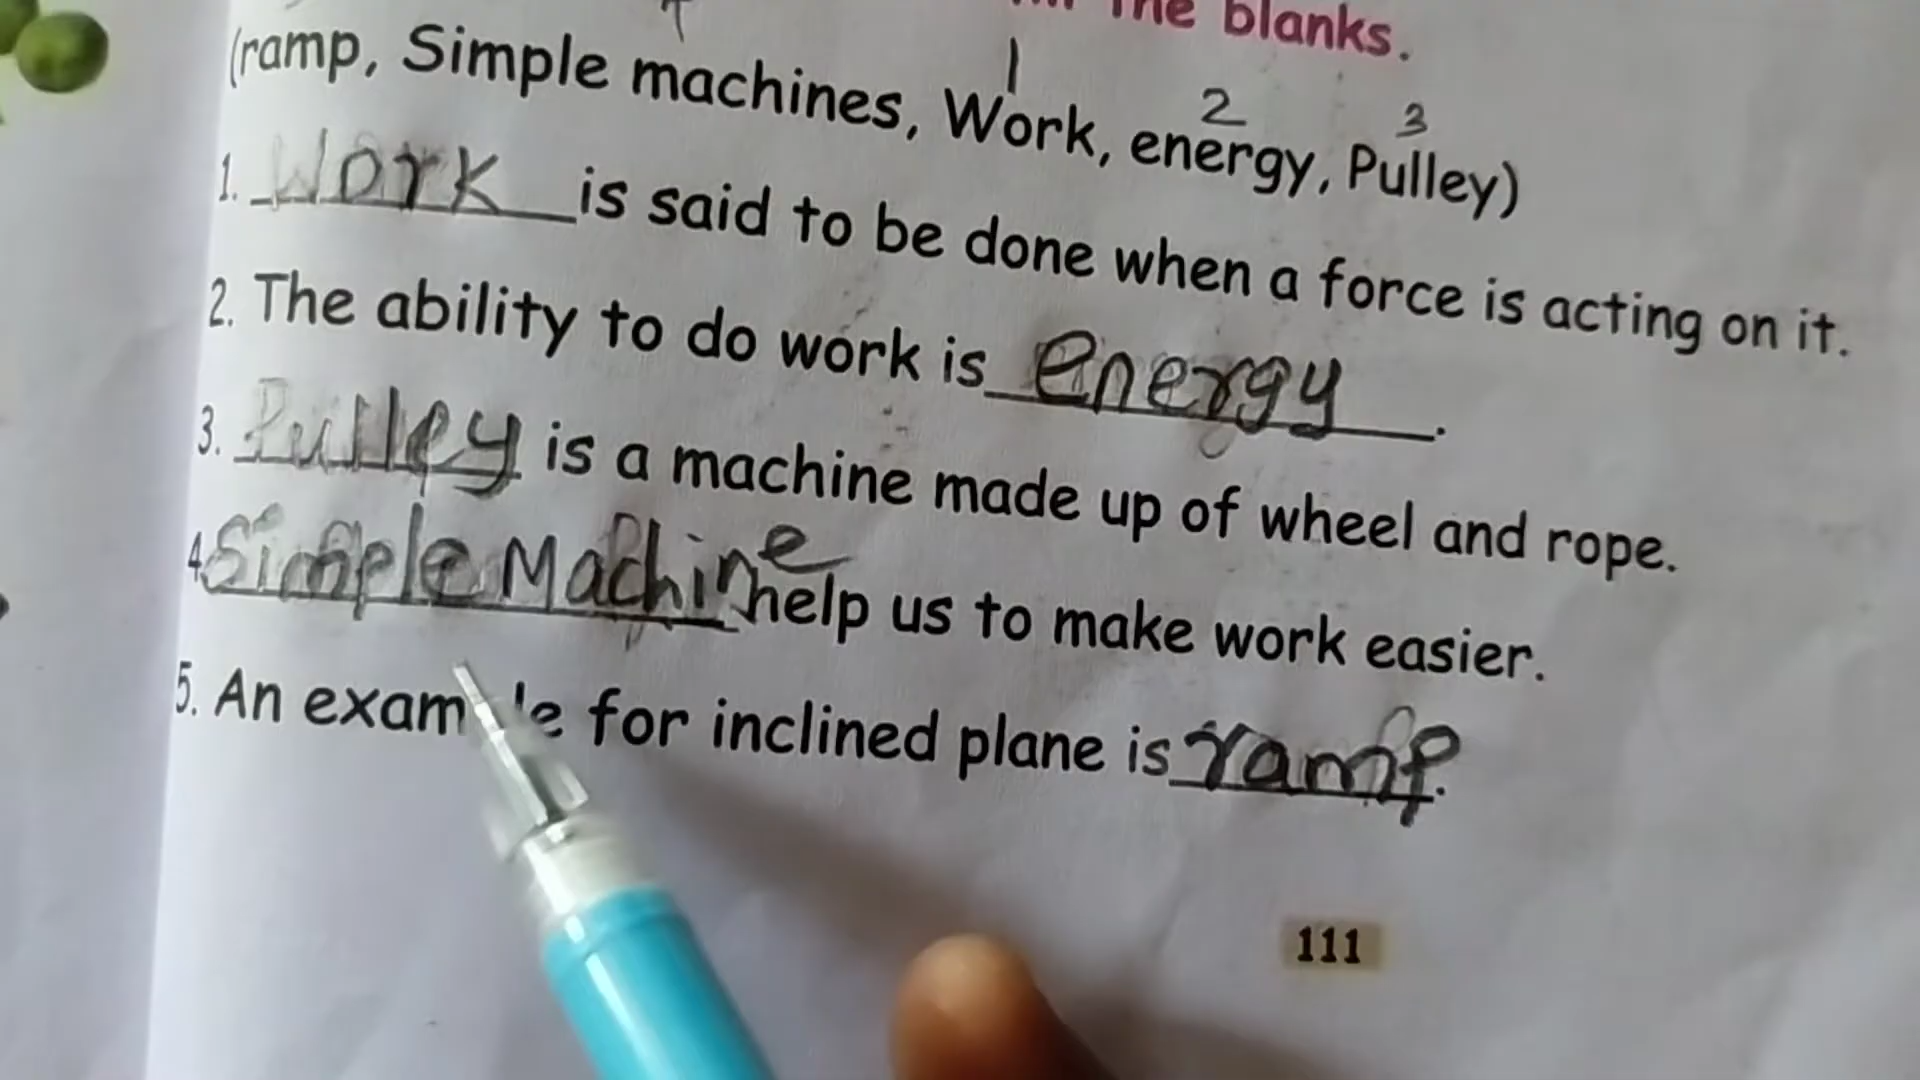 the blanks.
(ramp, Simple machines, Work, energy, Pulley)
1 2 3
1. Work is said to be done when a force is acting on it.
2. The ability to do work is energy.
3. Pulley is a machine made up of wheel and rope.
4. Simple Machine help us to make work easier.
5. An example for inclined plane is ramp.
111